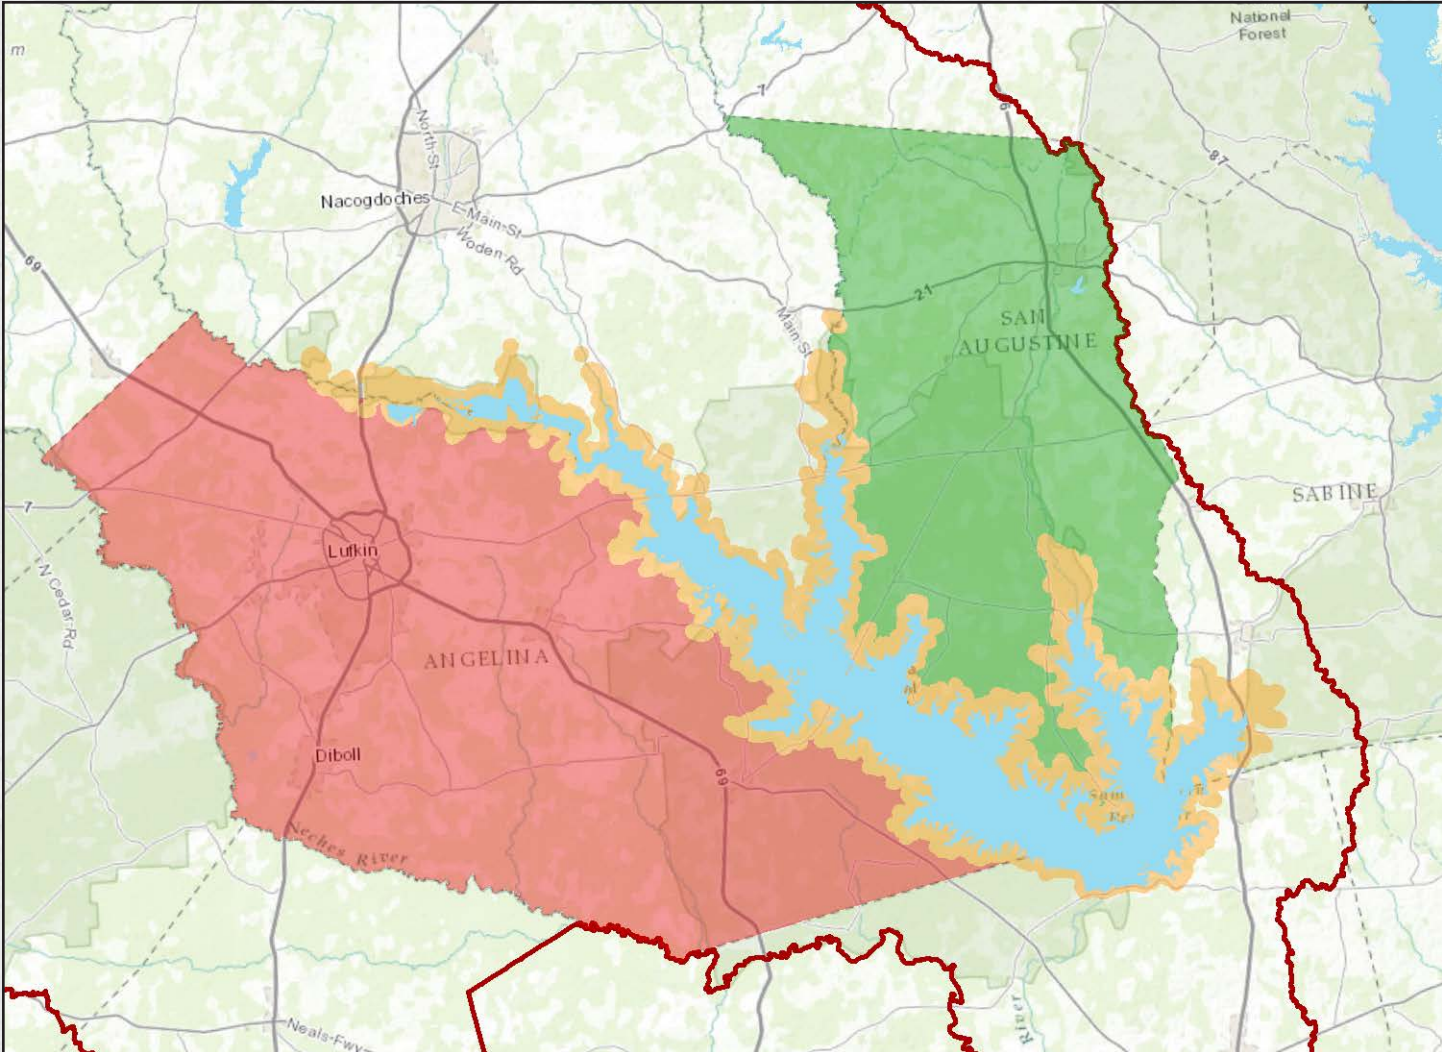 National
Forest
m
7
87
North-St
Nacogdoches
E-Main-St
Woden Rd
69
21
SAN
AUGUSTINE
Main-St
SABINE
7
Lufkin
N Cedar-Rd
ANGELINA
Diboll
69
Sam
Neches River
River
Neals-Fwy